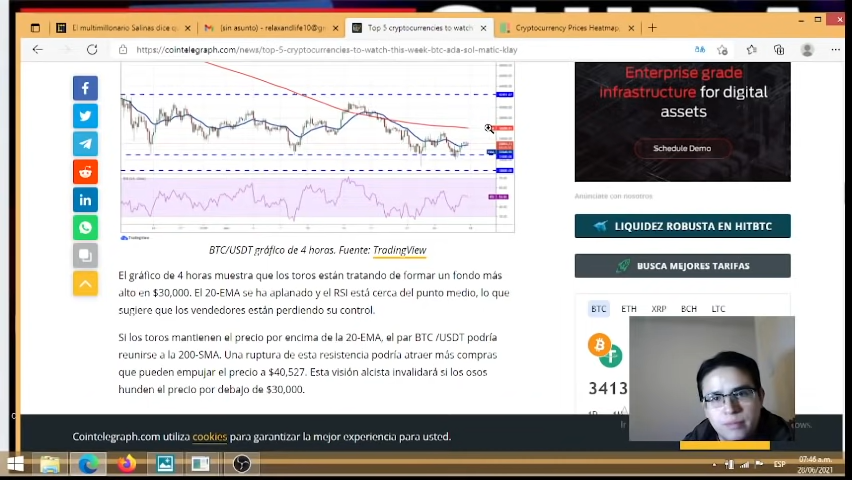 El multimillonario Salinas dice q
(sin asunto) - relaxandlife10@gm
Top 5 cryptocurrencies to watch
Cryptocurrency Prices Heatmap,
https://cointelegraph.com/news/top-5-cryptocurrencies-to-watch-this-week-btc-ada-sol-matic-klay
Enterprise grade
infrastructure for digital
assets
Schedule Demo
Anúnciate con nosotros
TradingView
BTC/USDT gráfico de 4 horas. Fuente: TradingView
LIQUIDEZ ROBUSTA EN HITBTC
BUSCA MEJORES TARIFAS
El gráfico de 4 horas muestra que los toros están tratando de formar un fondo más
alto en $30,000. El 20-EMA se ha aplanado y el RSI está cerca del punto medio, lo que
sugiere que los vendedores están perdiendo su control.
Si los toros mantienen el precio por encima de la 20-EMA, el par BTC /USDT podría
reunirse a la 200-SMA. Una ruptura de esta resistencia podría atraer más compras
que pueden empujar el precio a $40,527. Esta visión alcista invalidará si los osos
hunden el precio por debajo de $30,000.
BTC ETH XRP BCH LTC
3413
Cointelegraph.com utiliza cookies para garantizar la mejor experiencia para usted.
ESP
07:46 a.m.
28/06/2021